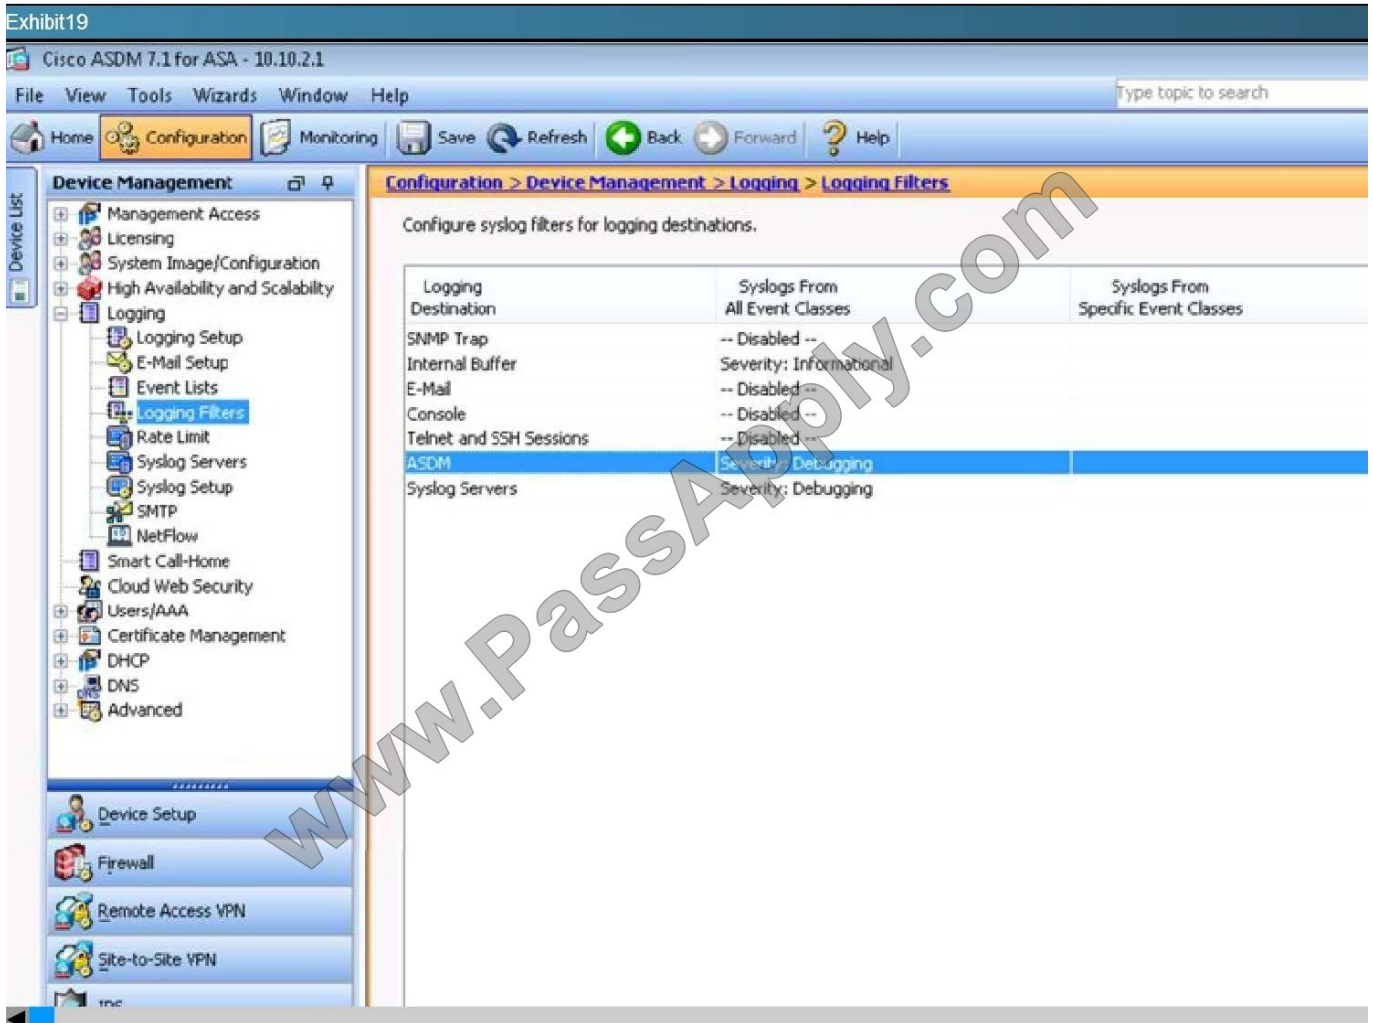 Exhibit19
Cisco ASDM 7.1 for ASA - 10.10.2.1
File View Tools Wizards Window Help
Type topic to search
Home Configuration Monitoring Save Refresh Back Forward Help
Device List
Device Management
Management Access
Licensing
System Image/Configuration
High Availability and Scalability
Logging
Logging Setup
E-Mail Setup
Event Lists
Logging Filters
Rate Limit
Syslog Servers
Syslog Setup
SMTP
NetFlow
Smart Call-Home
Cloud Web Security
Users/AAA
Certificate Management
DHCP
DNS
Advanced
Device Setup
Firewall
Remote Access VPN
Site-to-Site VPN
Configuration > Device Management > Logging > Logging Filters
Configure syslog filters for logging destinations.
Logging Destination
Syslogs From All Event Classes
Syslogs From Specific Event Classes
SNMP Trap -- Disabled --
Internal Buffer Severity: Informational
E-Mail -- Disabled --
Console -- Disabled --
Telnet and SSH Sessions -- Disabled --
ASDM Severity: Debugging
Syslog Servers Severity: Debugging
www.PassApply.com